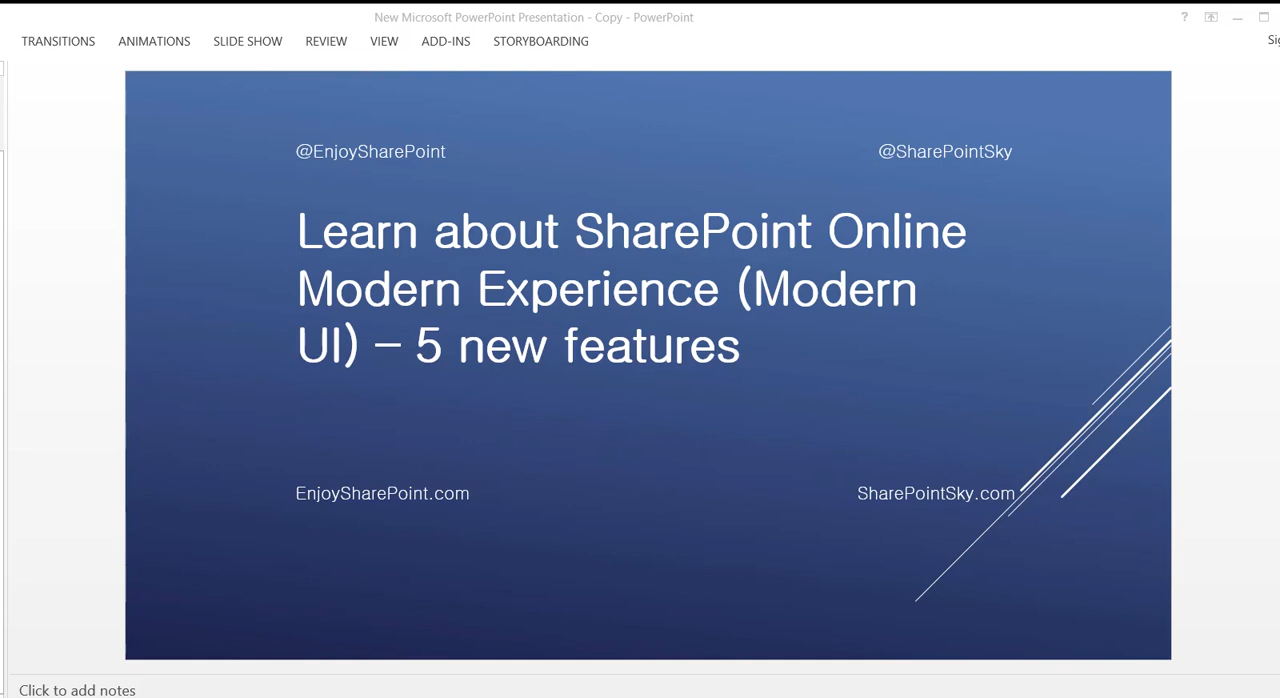 New Microsoft PowerPoint Presentation - Copy - PowerPoint ?
TRANSITIONS ANIMATIONS SLIDE SHOW REVIEW VIEW ADD-INS STORYBOARDING
@EnjoySharePoint @SharePointSky
Learn about SharePoint Online
Modern Experience (Modern
UI) – 5 new features
EnjoySharePoint.com SharePointSky.com
Click to add notes